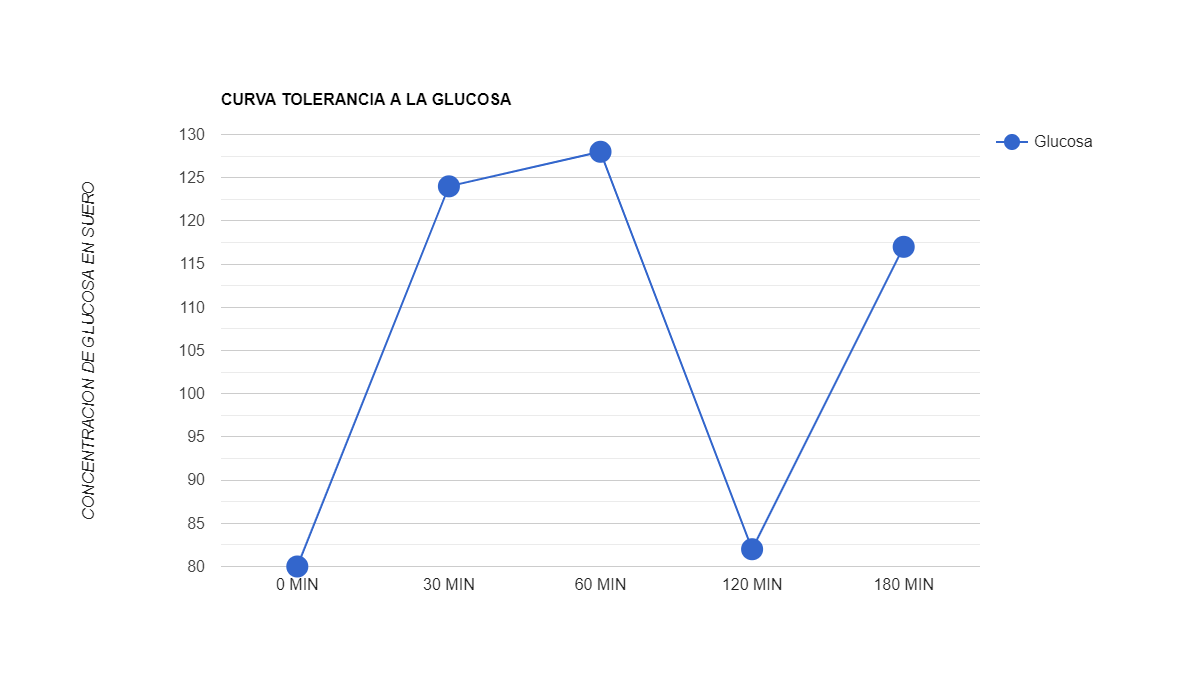 CURVA TOLERANCIA A LA GLUCOSA
Glucosa
CONCENTRACION DE GLUCOSA EN SUERO
130
125
120
115
110
105
100
95
90
85
80
0 MIN
30 MIN
60 MIN
120 MIN
180 MIN